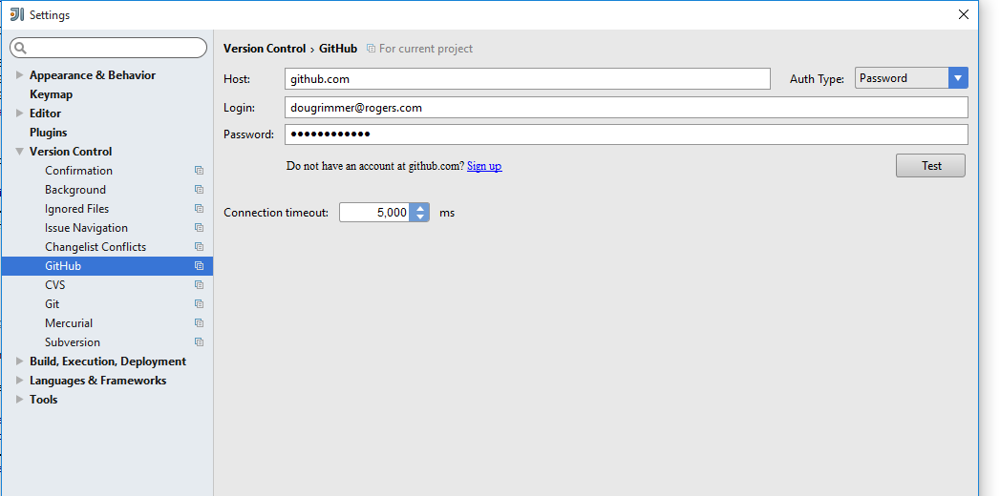 Settings
Version Control › GitHub For current project
Appearance & Behavior
Keymap
Editor
Plugins
Version Control
Confirmation
Background
Ignored Files
Issue Navigation
Changelist Conflicts
GitHub
CVS
Git
Mercurial
Subversion
Build, Execution, Deployment
Languages & Frameworks
Tools
Host: github.com Auth Type: Password
Login: dougrimmer@rogers.com
Password: ●●●●●●●●●●●●
Do not have an account at github.com? Sign up
Test
Connection timeout: 5,000 ms